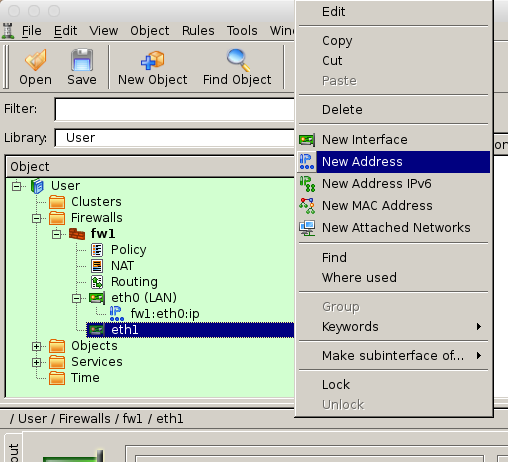 File Edit View Object Rules Tools
Open Save New Object Find Object
Filter:
Library: User
Object
User
Clusters
Firewalls
fw1
Policy
NAT
Routing
eth0 (LAN)
fw1:eth0:ip
eth1
Objects
Services
Time
/ User / Firewalls / fw1 / eth1
Edit
Copy
Cut
Paste
Delete
New Interface
New Address
New Address IPv6
New MAC Address
New Attached Networks
Find
Where used
Group
Keywords
Make subinterface of...
Lock
Unlock